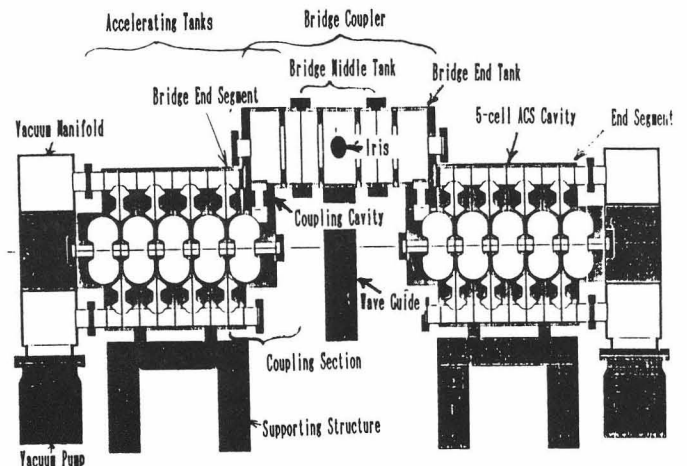 Accelerating Tanks
Bridge Coupler
Bridge Middle Tank
Bridge End Tank
Bridge End Segment
5-cell ACS Cavity
End Segment
Vacuum Manifold
Iris
Coupling Cavity
Wave Guide
Coupling Section
Supporting Structure
Vacuum Pump